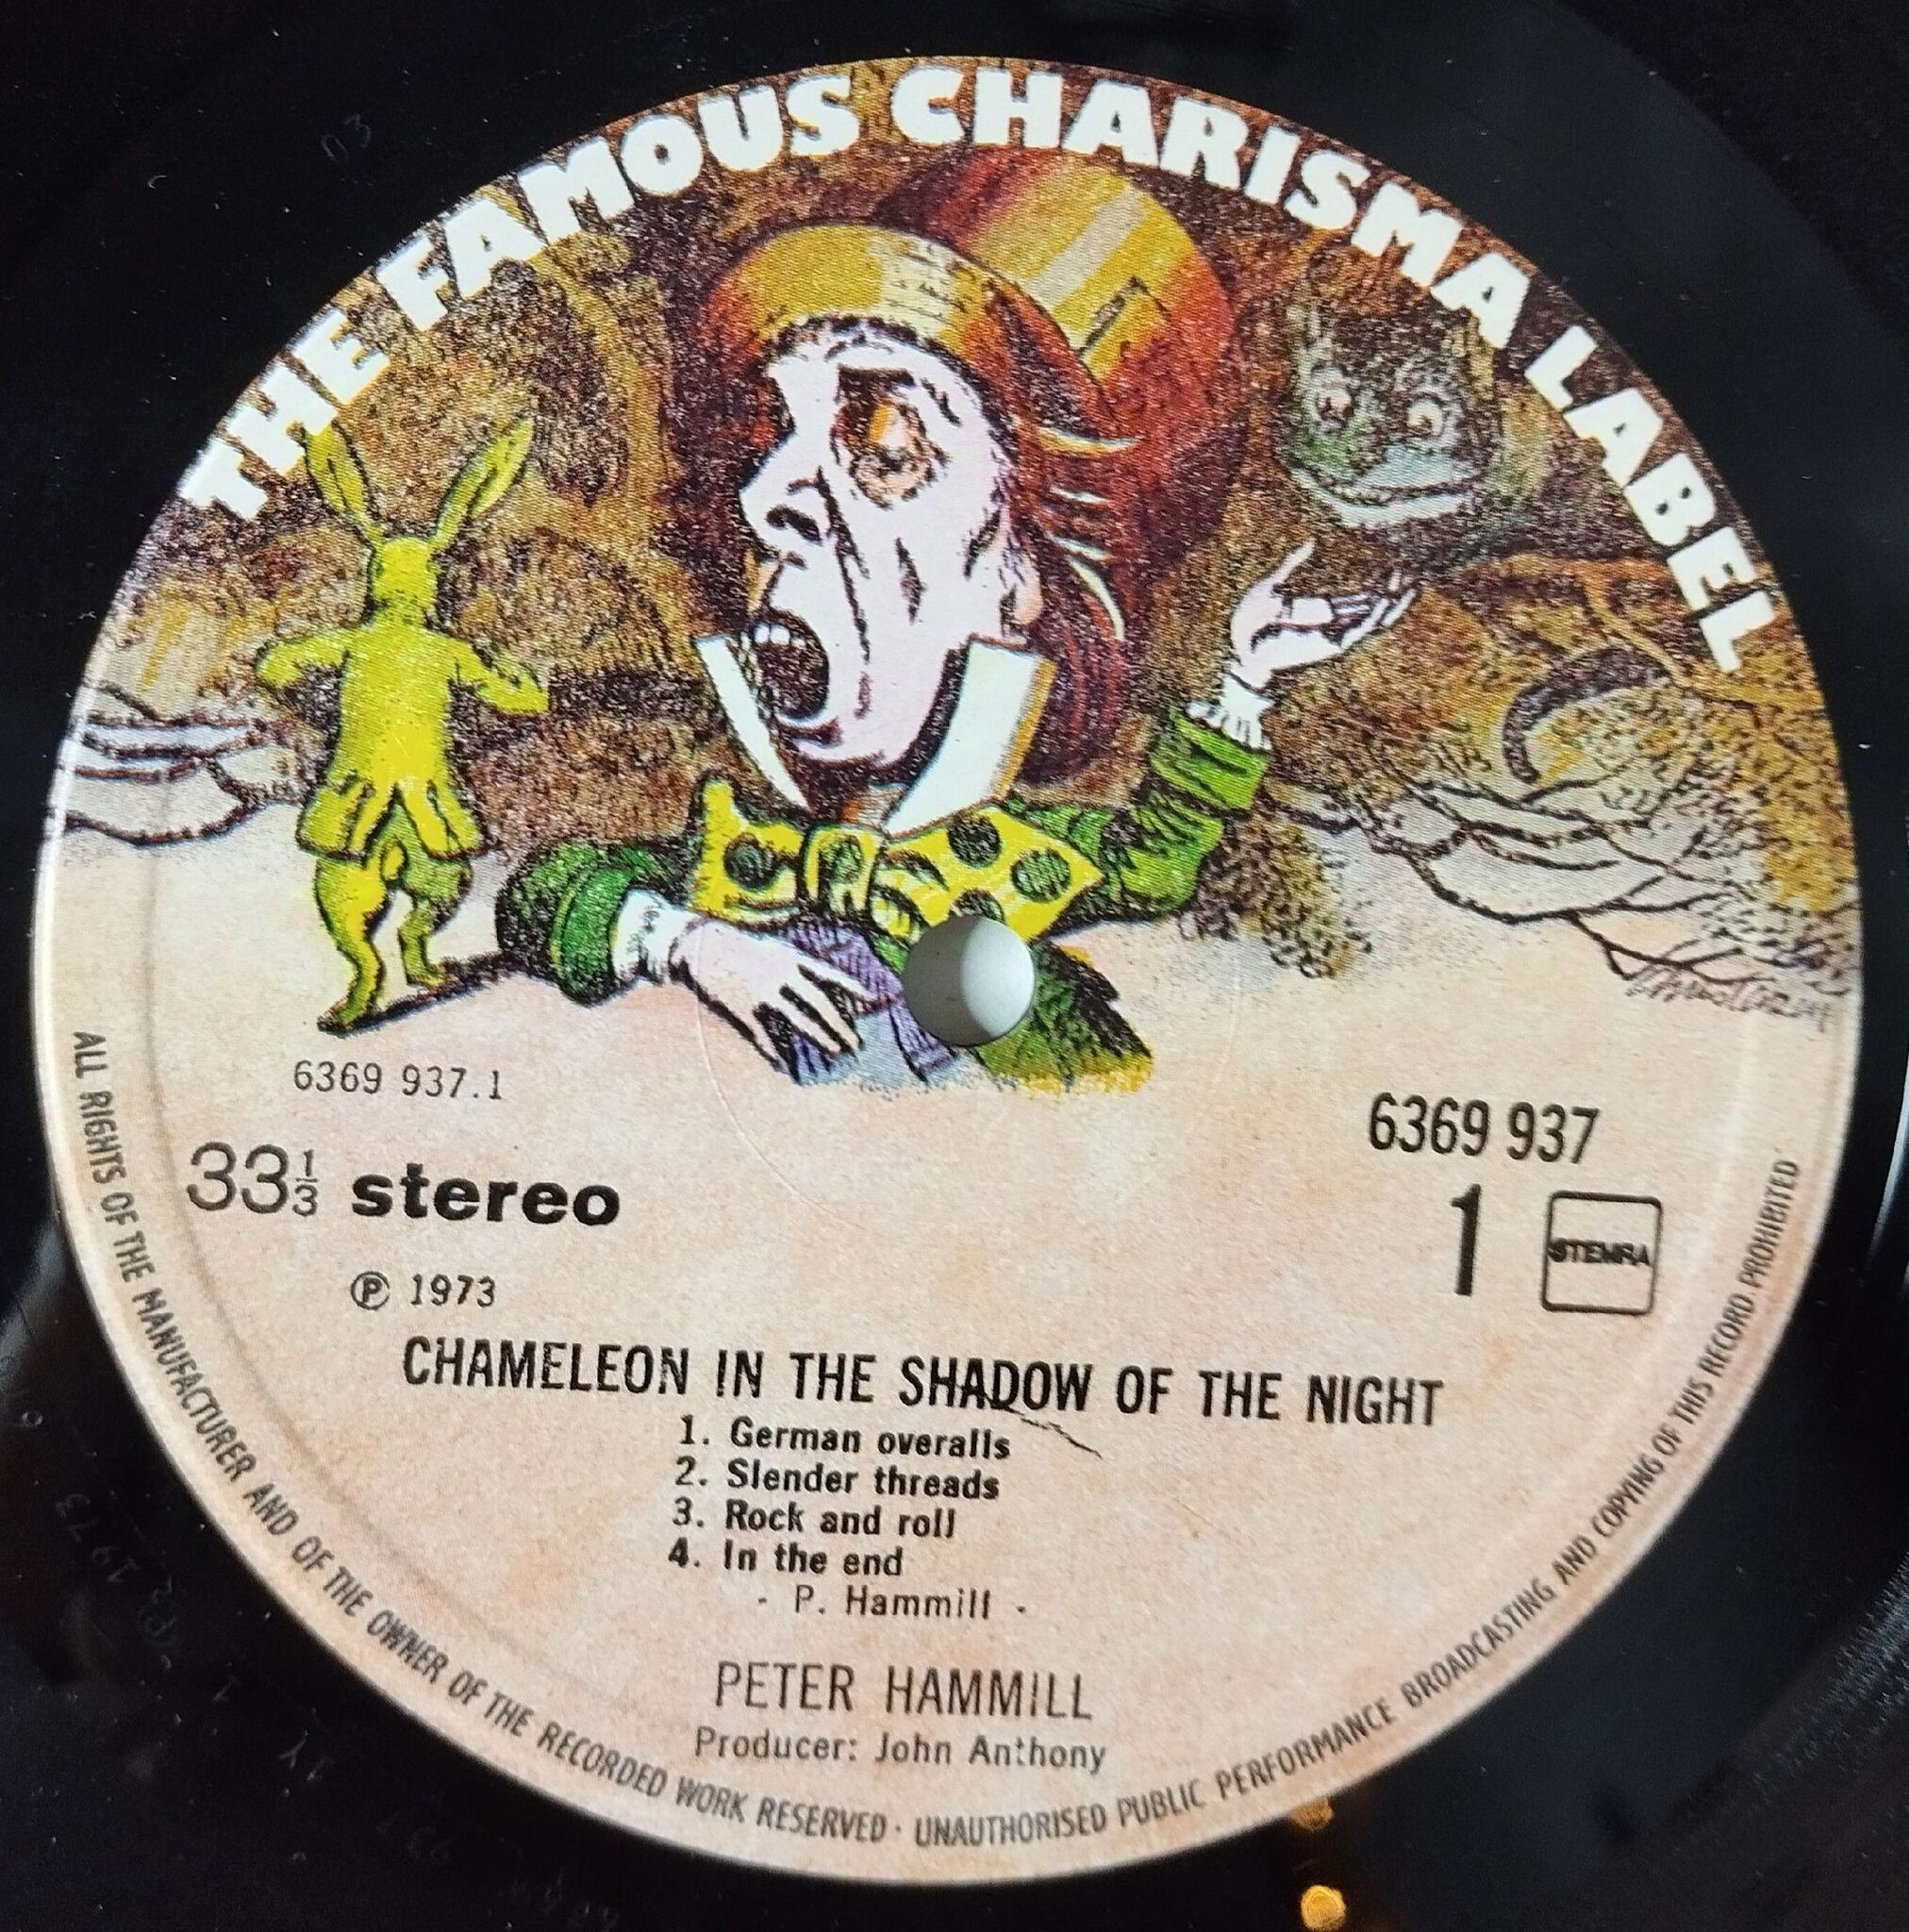 THE FAMOUS CHARISMA LABEL
6369 937.1
6369 937
33⅓ stereo
1
STEMRA
℗ 1973
CHAMELEON IN THE SHADOW OF THE NIGHT
1. German overalls
2. Slender threads
3. Rock and roll
4. In the end
- P. Hammill -
PETER HAMMILL
Producer: John Anthony
ALL RIGHTS OF THE MANUFACTURER AND OF THE OWNER OF THE RECORDED WORK RESERVED · UNAUTHORISED PUBLIC PERFORMANCE BROADCASTING AND COPYING OF THIS RECORD PROHIBITED
03